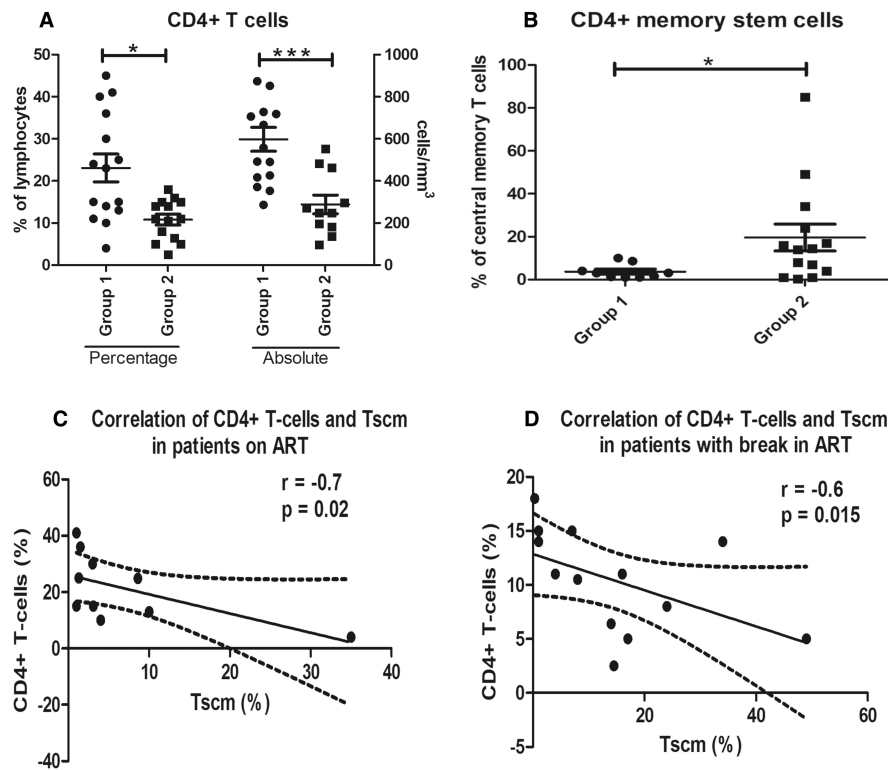 A
CD4+ T cells
*
***
50
40
30
20
10
0
% of lymphocytes
1000
800
600
400
200
0
cells/mm³
Group 1
Group 2
Group 1
Group 2
Percentage
Absolute
B
CD4+ memory stem cells
*
100
80
60
40
20
0
% of central memory T cells
Group 1
Group 2
C
Correlation of CD4+ T-cells and Tscm
in patients on ART
r = -0.7
p = 0.02
60
40
20
0
-20
-40
CD4+ T-cells (%)
10
20
30
40
Tscm (%)
D
Correlation of CD4+ T-cells and Tscm
in patients with break in ART
r = -0.6
p = 0.015
20
15
10
5
0
-5
CD4+ T-cells (%)
20
40
60
Tscm (%)